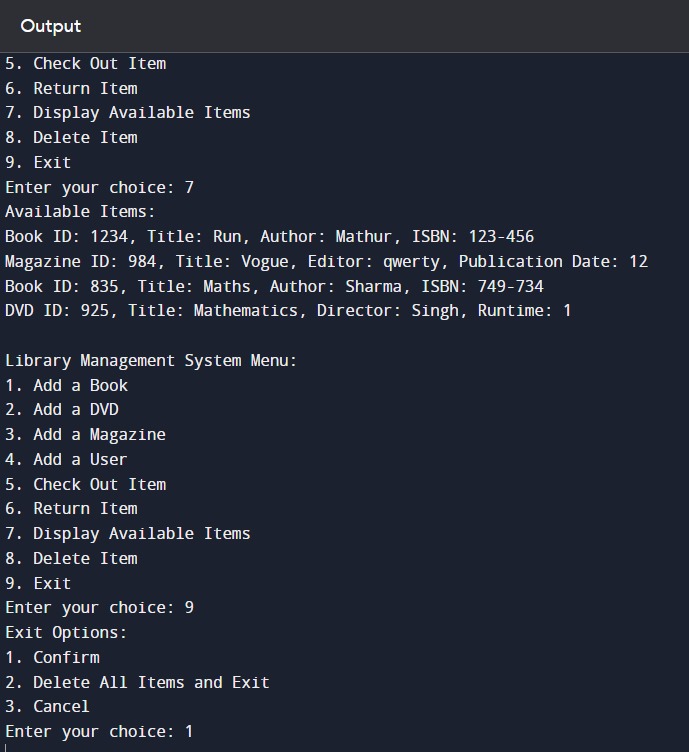 Output
5. Check Out Item
6. Return Item
7. Display Available Items
8. Delete Item
9. Exit
Enter your choice: 7
Available Items:
Book ID: 1234, Title: Run, Author: Mathur, ISBN: 123-456
Magazine ID: 984, Title: Vogue, Editor: qwerty, Publication Date: 12
Book ID: 835, Title: Maths, Author: Sharma, ISBN: 749-734
DVD ID: 925, Title: Mathematics, Director: Singh, Runtime: 1
Library Management System Menu:
1. Add a Book
2. Add a DVD
3. Add a Magazine
4. Add a User
5. Check Out Item
6. Return Item
7. Display Available Items
8. Delete Item
9. Exit
Enter your choice: 9
Exit Options:
1. Confirm
2. Delete All Items and Exit
3. Cancel
Enter your choice: 1